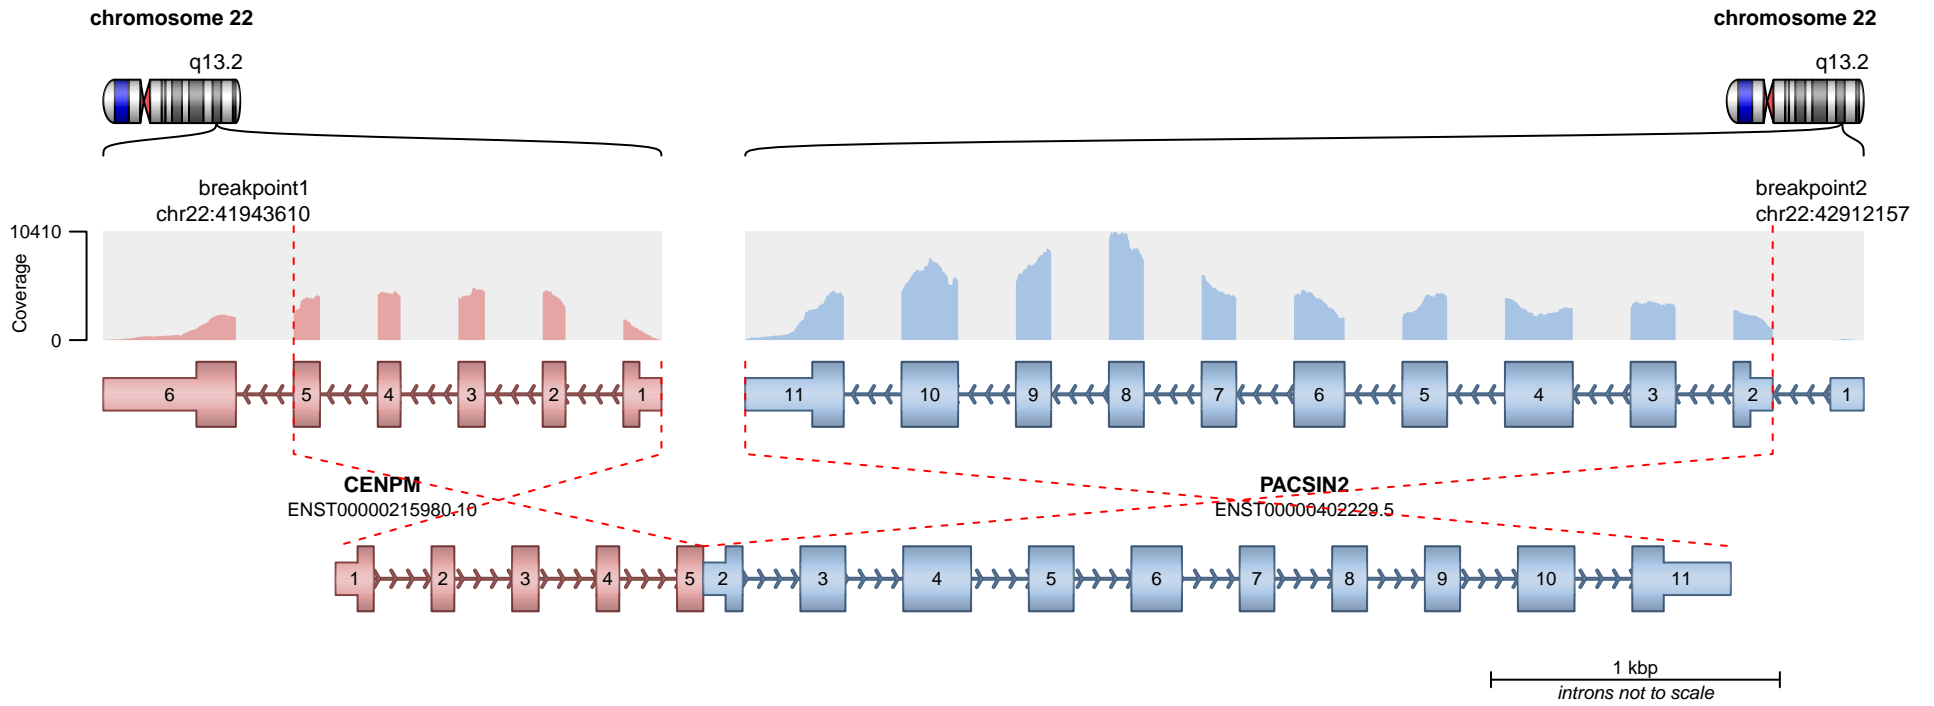 chromosome 22
chromosome 22
q13.2
q13.2
breakpoint1
chr22:41943610
breakpoint2
chr22:42912157
10410
Coverage
0
6 5 4 3 2 1
11 10 9 8 7 6 5 4 3 2 1
CENPM
ENST00000215980.10
PACSIN2
ENST00000402229.5
1 2 3 4 5 2 3 4 5 6 7 8 9 10 11
1 kbp
introns not to scale